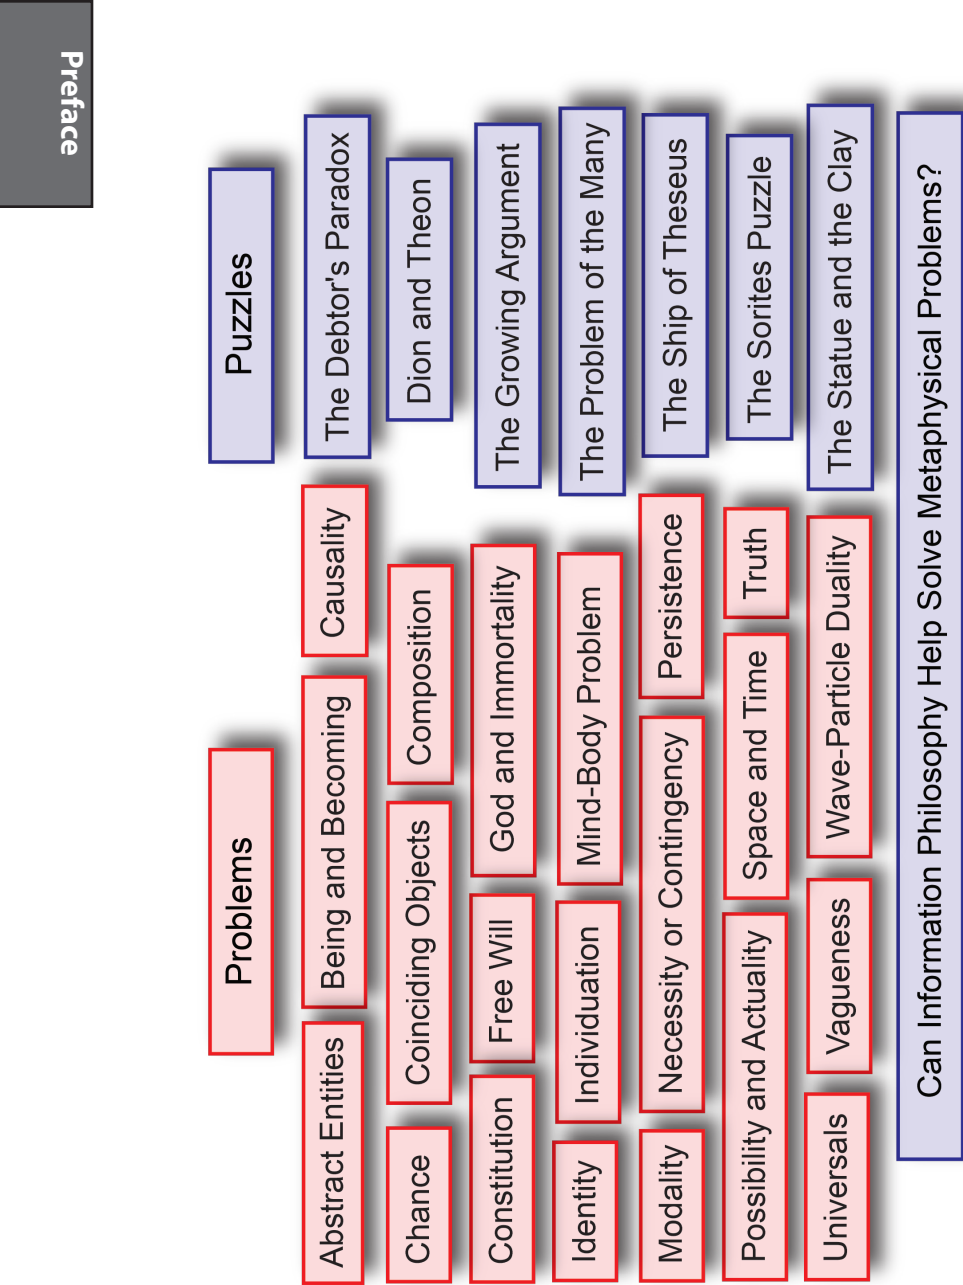 Preface
Problems
Puzzles
Abstract Entities
Being and Becoming
Causality
The Debtor's Paradox
Chance
Coinciding Objects
Composition
Dion and Theon
Constitution
Free Will
God and Immortality
The Growing Argument
Identity
Individuation
Mind-Body Problem
The Problem of the Many
Modality
Necessity or Contingency
Persistence
The Ship of Theseus
Possibility and Actuality
Space and Time
Truth
The Sorites Puzzle
Universals
Vagueness
Wave-Particle Duality
The Statue and the Clay
Can Information Philosophy Help Solve Metaphysical Problems?